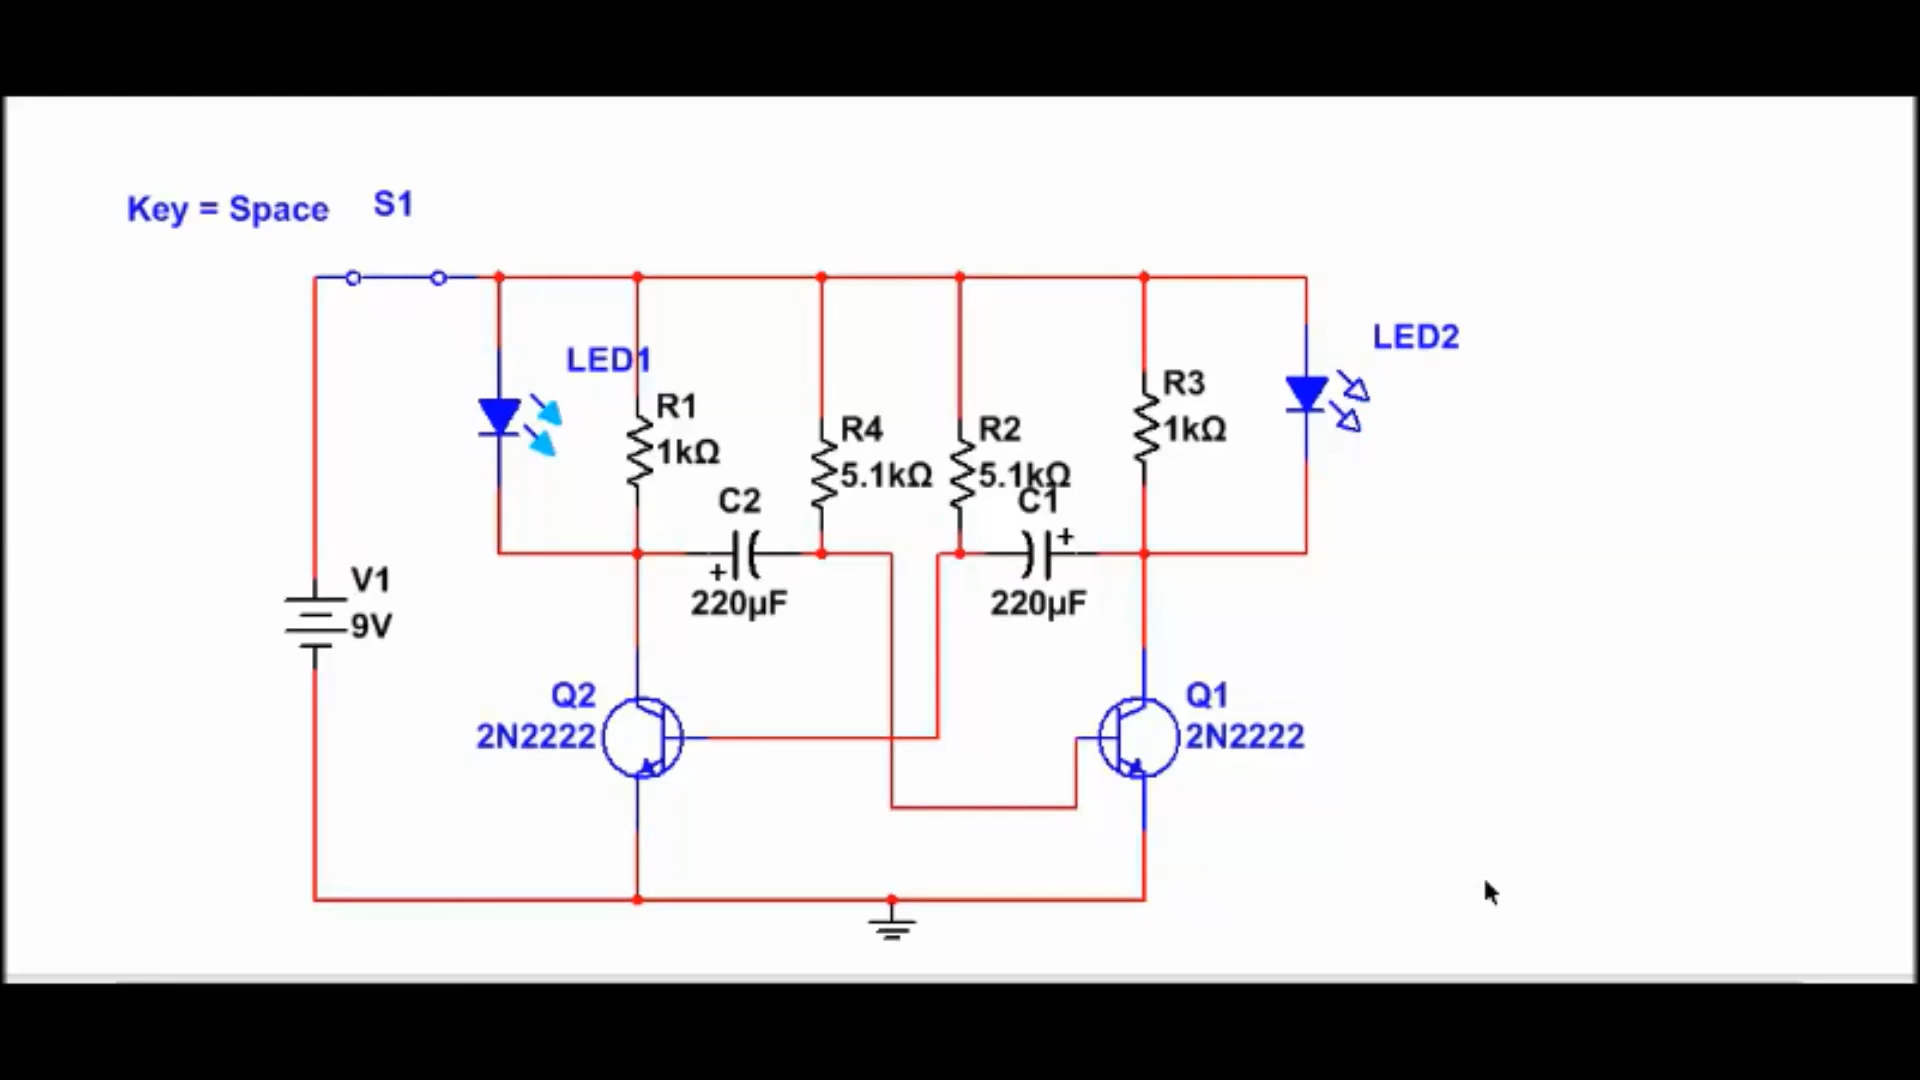 Key = Space
S1
LED1
LED2
R1
1kΩ
R4
5.1kΩ
R2
5.1kΩ
R3
1kΩ
C2
+
220µF
C1
+
220µF
V1
9V
Q2
2N2222
Q1
2N2222